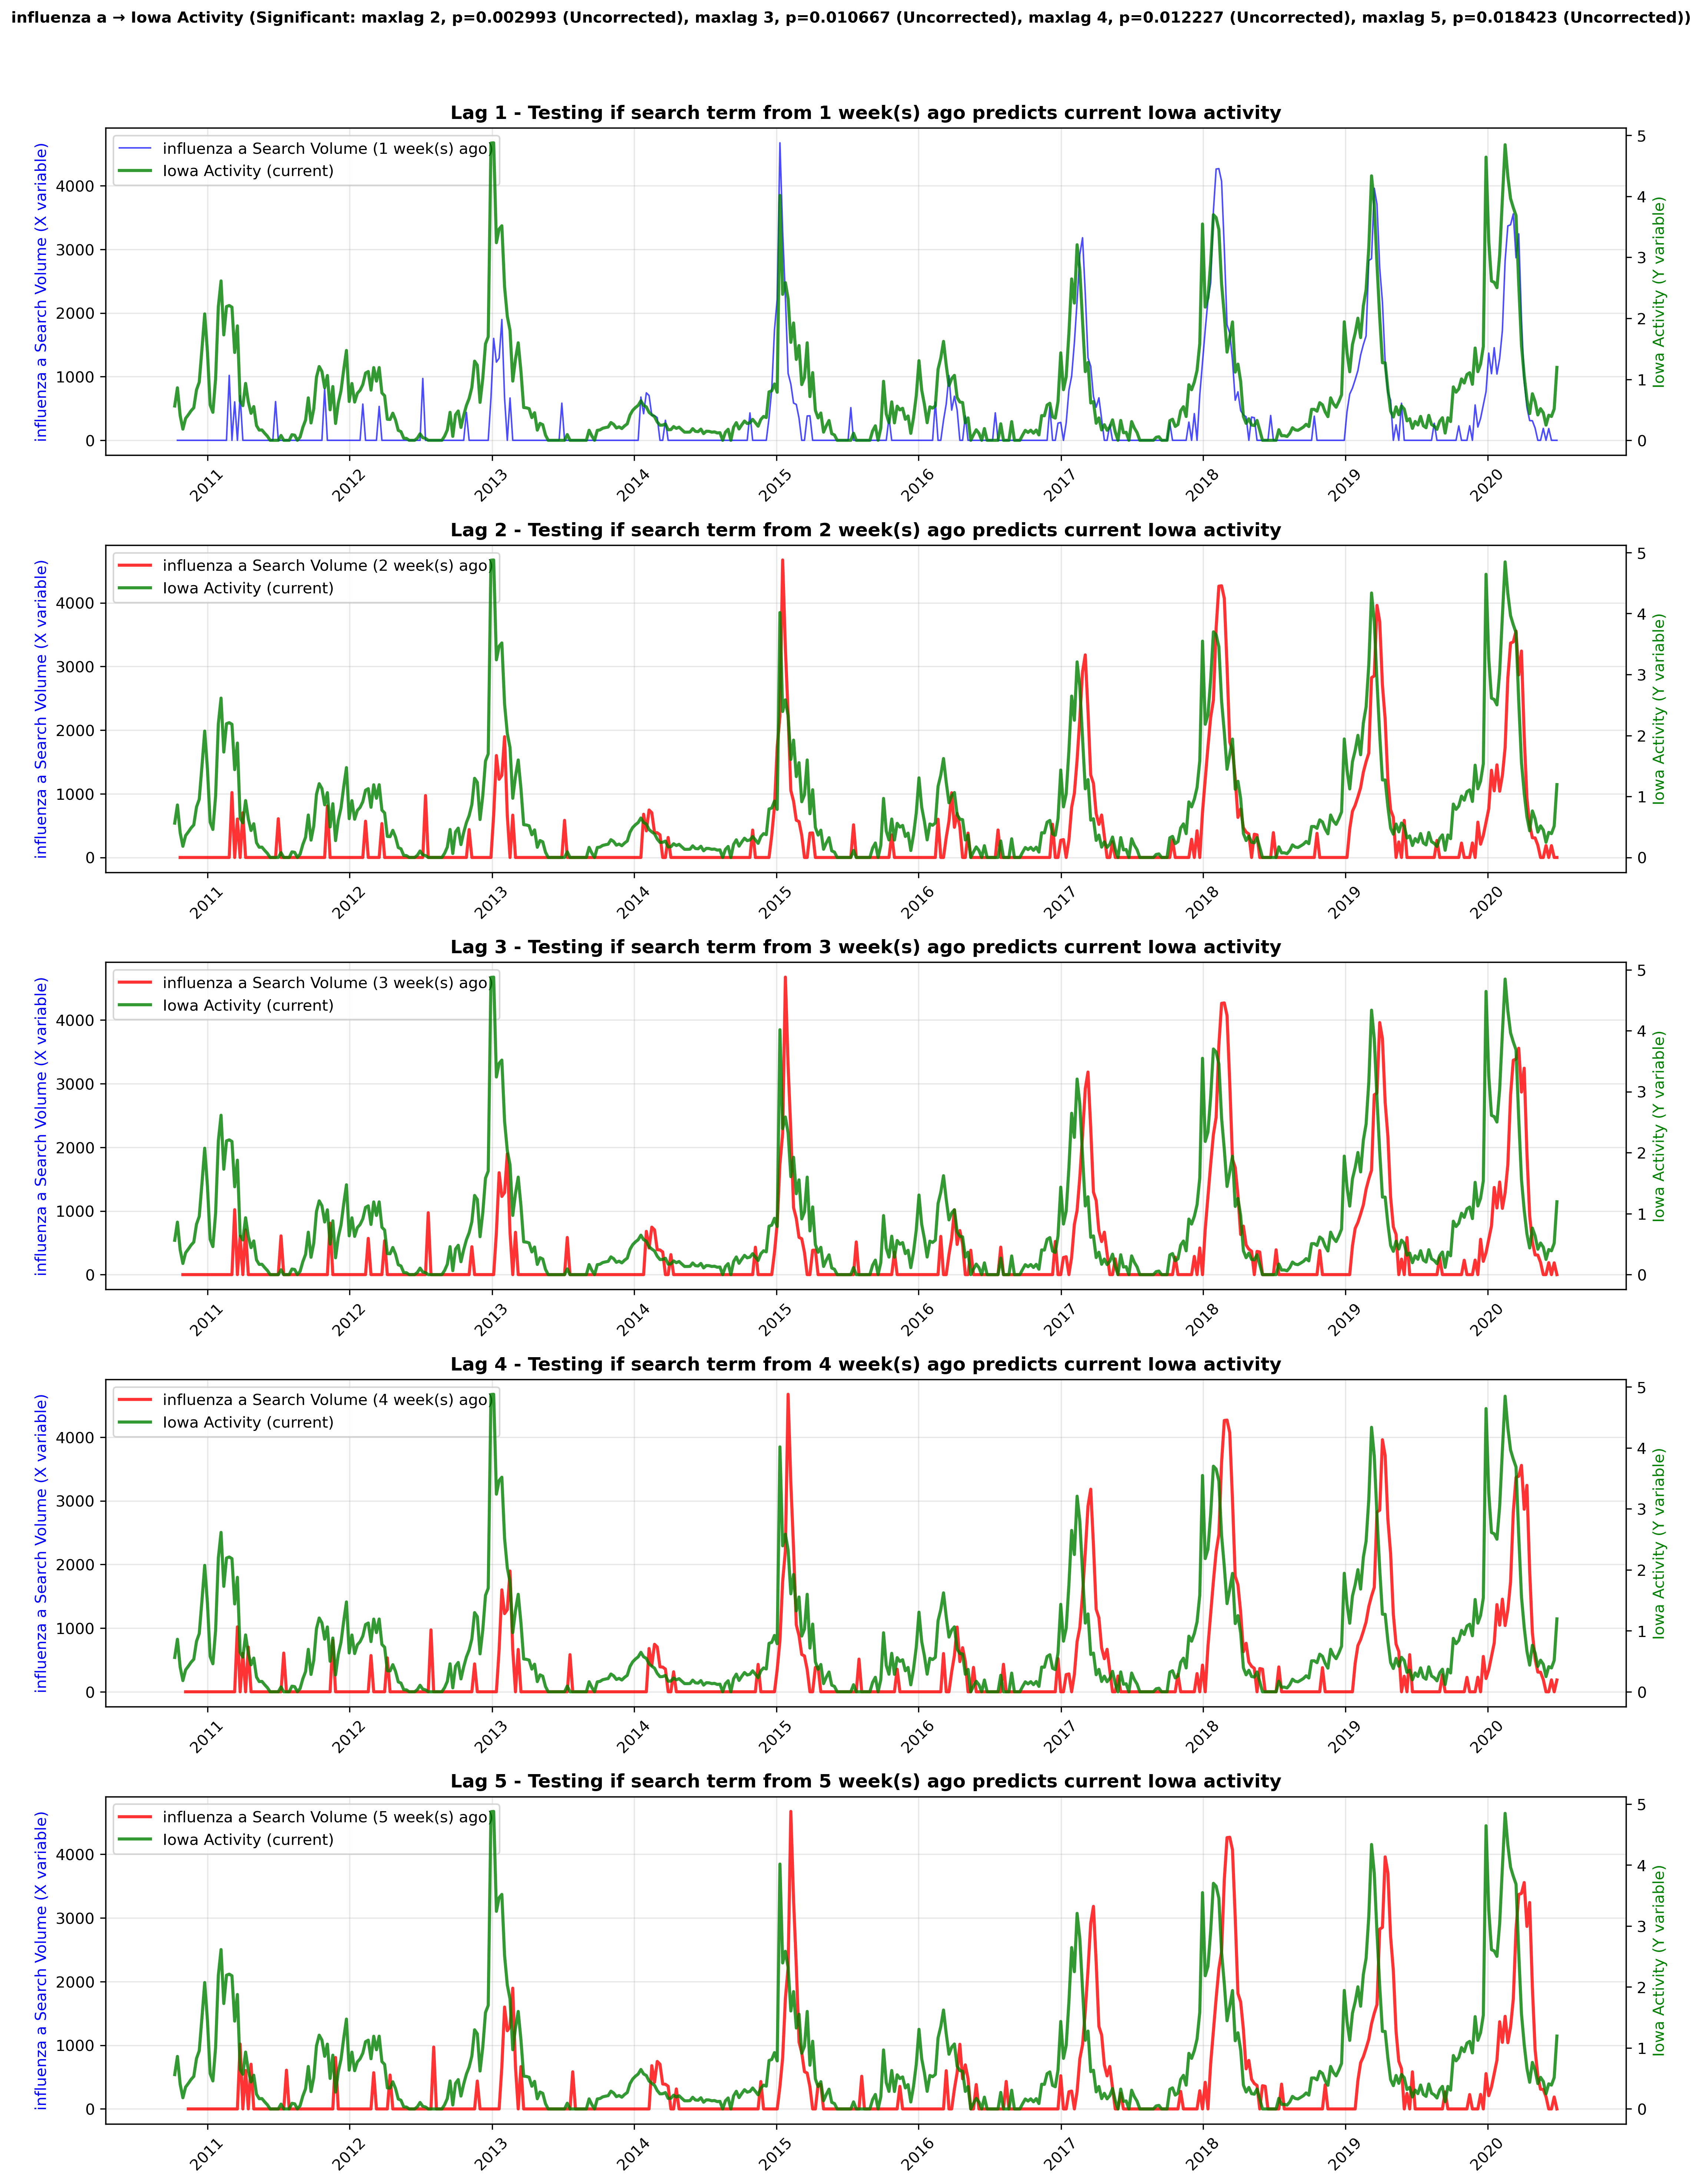 influenza a → Iowa Activity (Significant: maxlag 2, p=0.002993 (Uncorrected), maxlag 3, p=0.010667 (Uncorrected), maxlag 4, p=0.012227 (Uncorrected), maxlag 5, p=0.018423 (Uncorrected))
Lag 1 - Testing if search term from 1 week(s) ago predicts current Iowa activity
influenza a Search Volume (1 week(s) ago)
Iowa Activity (current)
influenza a Search Volume (X variable)
4000
3000
2000
1000
0
5
4
3
2
1
0
Iowa Activity (Y variable)
2011 2012 2013 2014 2015 2016 2017 2018 2019 2020
Lag 2 - Testing if search term from 2 week(s) ago predicts current Iowa activity
influenza a Search Volume (2 week(s) ago)
Iowa Activity (current)
influenza a Search Volume (X variable)
4000
3000
2000
1000
0
5
4
3
2
1
0
Iowa Activity (Y variable)
2011 2012 2013 2014 2015 2016 2017 2018 2019 2020
Lag 3 - Testing if search term from 3 week(s) ago predicts current Iowa activity
influenza a Search Volume (3 week(s) ago)
Iowa Activity (current)
influenza a Search Volume (X variable)
4000
3000
2000
1000
0
5
4
3
2
1
0
Iowa Activity (Y variable)
2011 2012 2013 2014 2015 2016 2017 2018 2019 2020
Lag 4 - Testing if search term from 4 week(s) ago predicts current Iowa activity
influenza a Search Volume (4 week(s) ago)
Iowa Activity (current)
influenza a Search Volume (X variable)
4000
3000
2000
1000
0
5
4
3
2
1
0
Iowa Activity (Y variable)
2011 2012 2013 2014 2015 2016 2017 2018 2019 2020
Lag 5 - Testing if search term from 5 week(s) ago predicts current Iowa activity
influenza a Search Volume (5 week(s) ago)
Iowa Activity (current)
influenza a Search Volume (X variable)
4000
3000
2000
1000
0
5
4
3
2
1
0
Iowa Activity (Y variable)
2011 2012 2013 2014 2015 2016 2017 2018 2019 2020